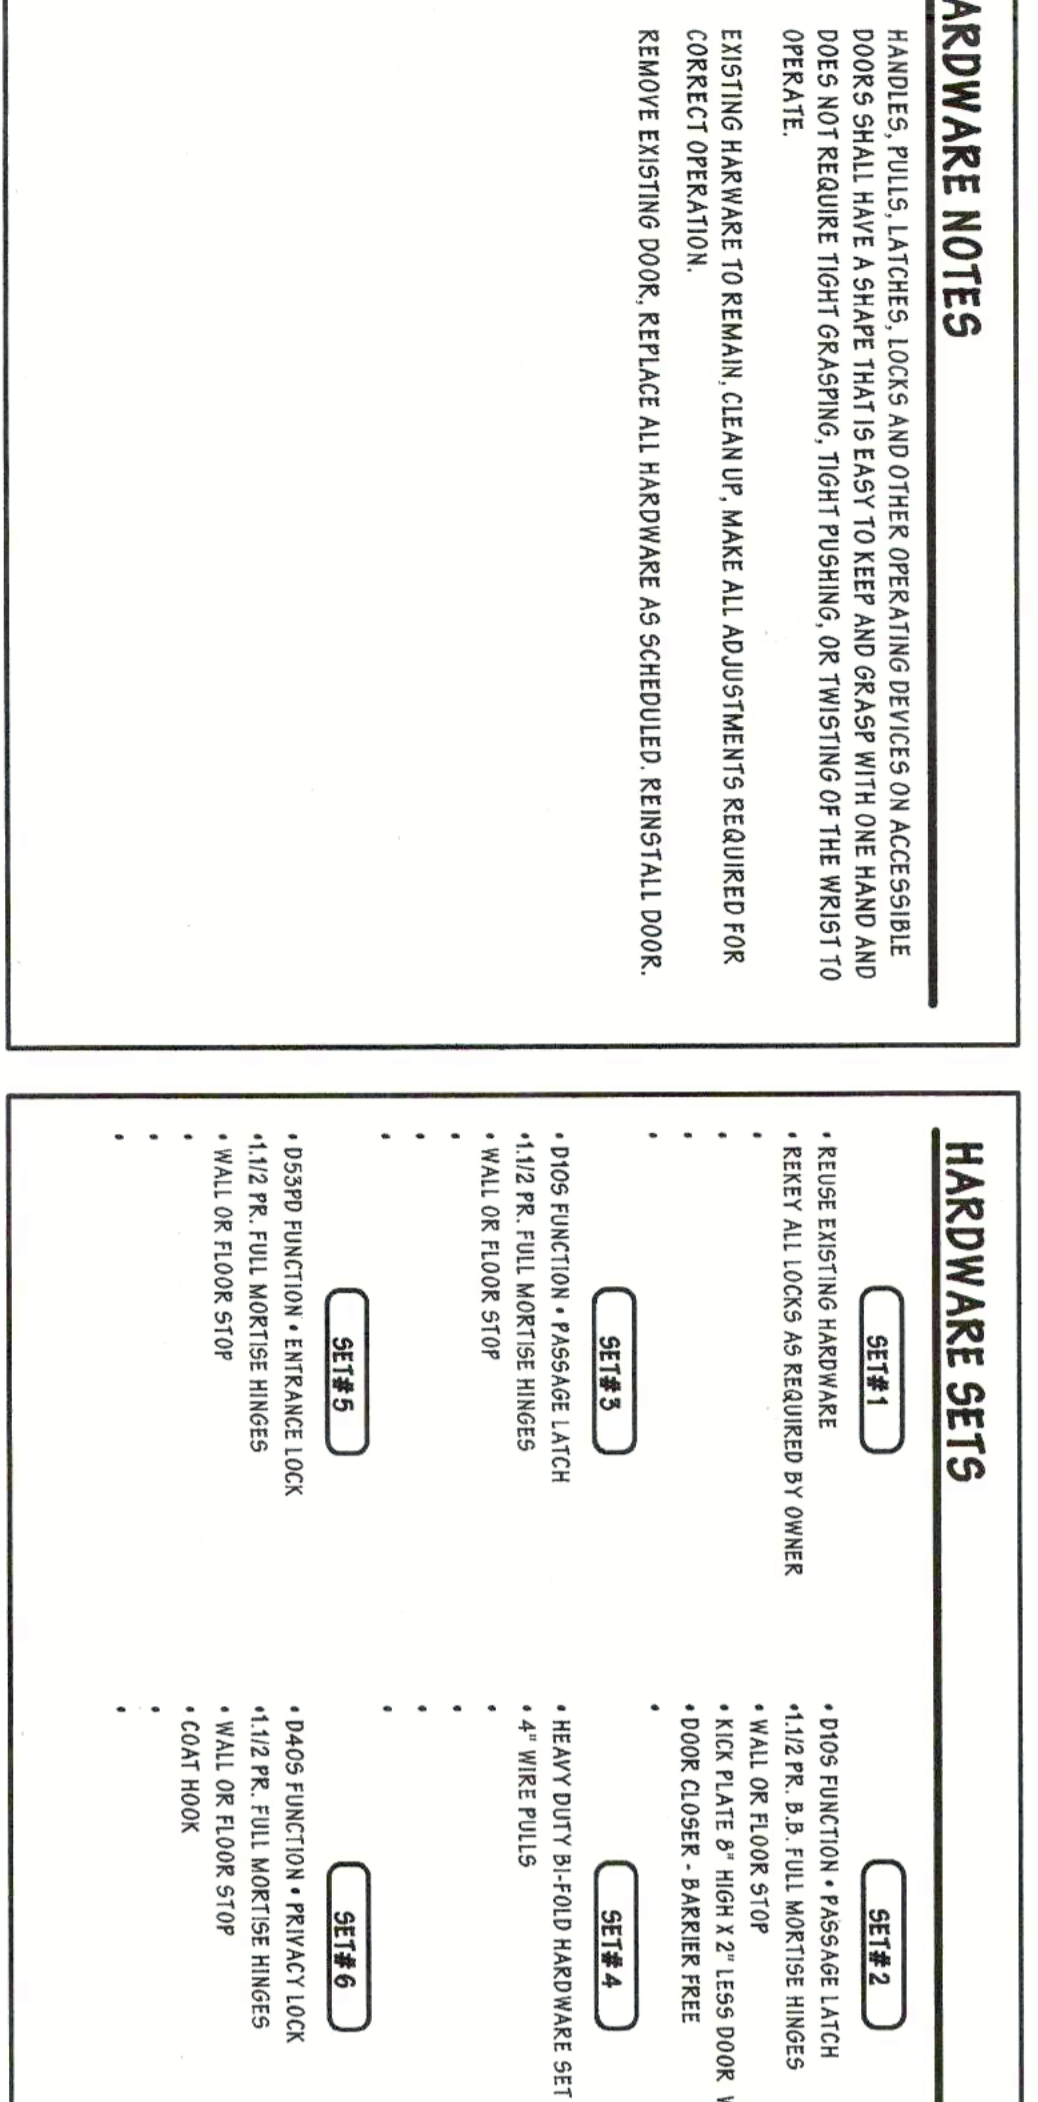 ARDWARE NOTES
HANDLES, PULLS, LATCHES, LOCKS AND OTHER OPERATING DEVICES ON ACCESSIBLE
DOORS SHALL HAVE A SHAPE THAT IS EASY TO KEEP AND GRASP WITH ONE HAND AND
DOES NOT REQUIRE TIGHT GRASPING, TIGHT PUSHING, OR TWISTING OF THE WRIST TO
OPERATE.
EXISTING HARWARE TO REMAIN, CLEAN UP, MAKE ALL ADJUSTMENTS REQUIRED FOR
CORRECT OPERATION.
REMOVE EXISTING DOOR, REPLACE ALL HARDWARE AS SCHEDULED. REINSTALL DOOR.
HARDWARE SETS
SET#1
• REUSE EXISTING HARDWARE
• REKEY ALL LOCKS AS REQUIRED BY OWNER
•
•
•
•
SET#2
• D10S FUNCTION • PASSAGE LATCH
•1.1/2 PR. B.B. FULL MORTISE HINGES
• WALL OR FLOOR STOP
• KICK PLATE 8" HIGH X 2" LESS DOOR
• DOOR CLOSER - BARRIER FREE
•
SET#3
• D10S FUNCTION • PASSAGE LATCH
•1.1/2 PR. FULL MORTISE HINGES
• WALL OR FLOOR STOP
•
•
•
SET#4
• HEAVY DUTY BI-FOLD HARDWARE SET
• 4" WIRE PULLS
•
•
•
•
SET#5
• D53PD FUNCTION • ENTRANCE LOCK
•1.1/2 PR. FULL MORTISE HINGES
• WALL OR FLOOR STOP
•
•
•
SET#6
• D40S FUNCTION • PRIVACY LOCK
•1.1/2 PR. FULL MORTISE HINGES
• WALL OR FLOOR STOP
• COAT HOOK
•
•